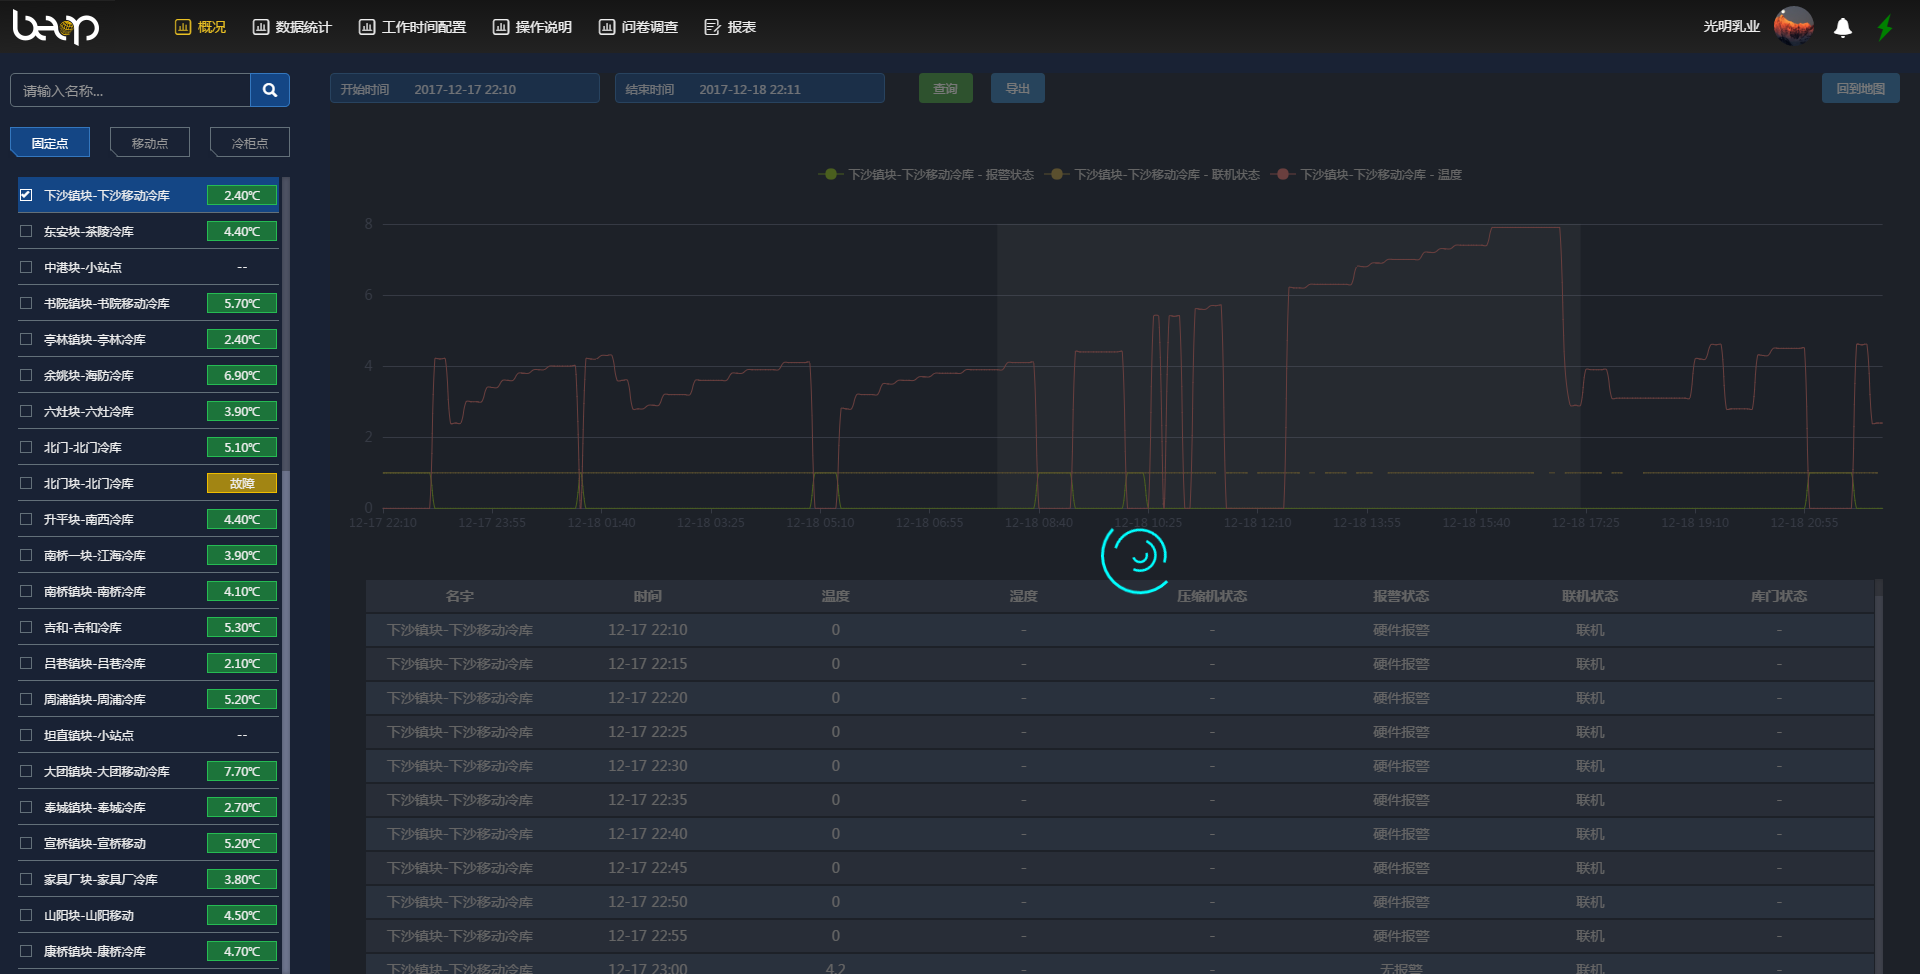 beop
概况
数据统计
工作时间配置
操作说明
问卷调查
报表
光明乳业
请输入名称...
固定点
移动点
冷柜点
下沙镇块-下沙移动冷库 2.40℃
东安块-茶陵冷库 4.40℃
中港块-小站点 --
书院镇块-书院移动冷库 5.70℃
亭林镇块-亭林冷库 2.40℃
余姚块-海防冷库 6.90℃
六灶块-六灶冷库 3.90℃
北门-北门冷库 5.10℃
北门块-北门冷库 故障
升平块-南西冷库 4.40℃
南桥一块-江海冷库 3.90℃
南桥镇块-南桥冷库 4.10℃
吉和-吉和冷库 5.30℃
吕巷镇块-吕巷冷库 2.10℃
周浦镇块-周浦冷库 5.20℃
坦直镇块-小站点 --
大团镇块-大团移动冷库 7.70℃
奉城镇块-奉城冷库 2.70℃
宣桥镇块-宣桥移动 5.20℃
家具厂块-家具厂冷库 3.80℃
山阳块-山阳移动 4.50℃
康桥镇块-康桥冷库 4.70℃
开始时间 2017-12-17 22:10
结束时间 2017-12-18 22:11
查询
导出
回到地图
下沙镇块-下沙移动冷库 - 报警状态
下沙镇块-下沙移动冷库 - 联机状态
下沙镇块-下沙移动冷库 - 温度
8
6
4
2
0
12-17 22:10
12-17 23:55
12-18 01:40
12-18 03:25
12-18 05:10
12-18 06:55
12-18 08:40
12-18 10:25
12-18 12:10
12-18 13:55
12-18 15:40
12-18 17:25
12-18 19:10
12-18 20:55
名字 时间 温度 湿度 压缩机状态 报警状态 联机状态 库门状态
下沙镇块-下沙移动冷库 12-17 22:10 0 - - 硬件报警 联机 -
下沙镇块-下沙移动冷库 12-17 22:15 0 - - 硬件报警 联机 -
下沙镇块-下沙移动冷库 12-17 22:20 0 - - 硬件报警 联机 -
下沙镇块-下沙移动冷库 12-17 22:25 0 - - 硬件报警 联机 -
下沙镇块-下沙移动冷库 12-17 22:30 0 - - 硬件报警 联机 -
下沙镇块-下沙移动冷库 12-17 22:35 0 - - 硬件报警 联机 -
下沙镇块-下沙移动冷库 12-17 22:40 0 - - 硬件报警 联机 -
下沙镇块-下沙移动冷库 12-17 22:45 0 - - 硬件报警 联机 -
下沙镇块-下沙移动冷库 12-17 22:50 0 - - 硬件报警 联机 -
下沙镇块-下沙移动冷库 12-17 22:55 0 - - 硬件报警 联机 -
下沙镇块-下沙移动冷库 12-17 23:00 4.2 - - 无报警 联机 -